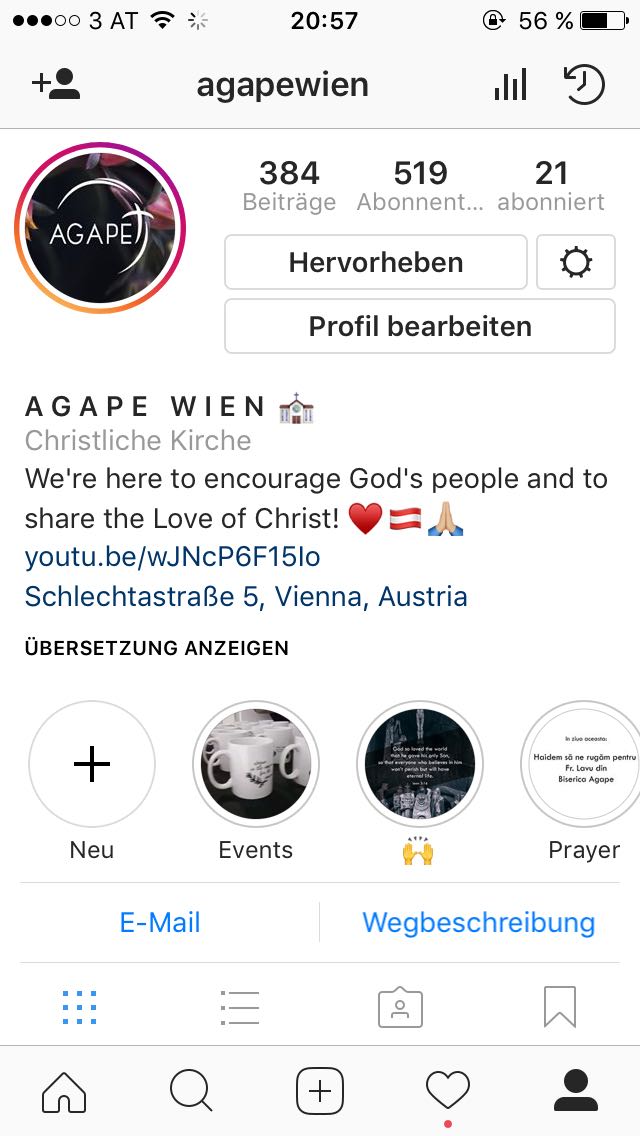 3 AT 20:57 56 %
agapewien
AGAPE
384 519 21
Beiträge Abonnent... abonniert
Hervorheben
Profil bearbeiten
AGAPE WIEN
Christliche Kirche
We're here to encourage God's people and to
share the Love of Christ! ♥️🇦🇹🙏🏼
youtu.be/wJNcP6F15Io
Schlechtastraße 5, Vienna, Austria
ÜBERSETZUNG ANZEIGEN
God so loved the world
that he gave his only Son,
so that everyone who believes in him
won't perish but will have
eternal life.
In ziua aceasta:
Haidem să ne rugăm pentru
Fr. Lavu din
Biserica Agape
Neu Events 🙌 Prayer
E-Mail Wegbeschreibung